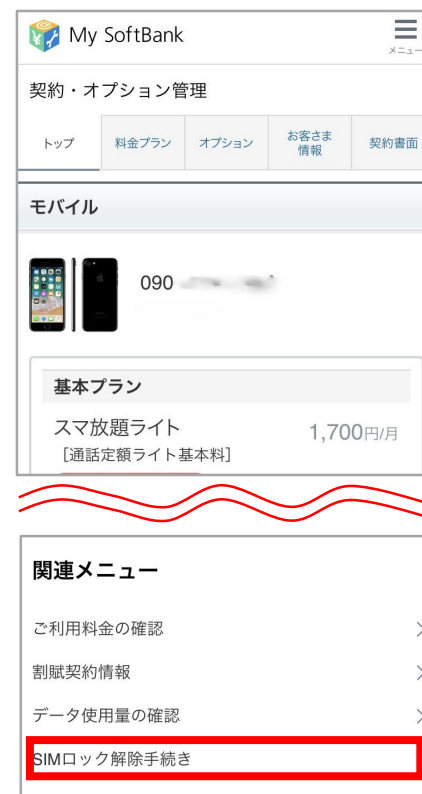 My SoftBank
メニュー
契約・オプション管理
トップ 料金プラン オプション お客さま情報 契約書面
モバイル
090
基本プラン
スマ放題ライト 1,700円/月
[通話定額ライト基本料]
関連メニュー
ご利用料金の確認
割賦契約情報
データ使用量の確認
SIMロック解除手続き